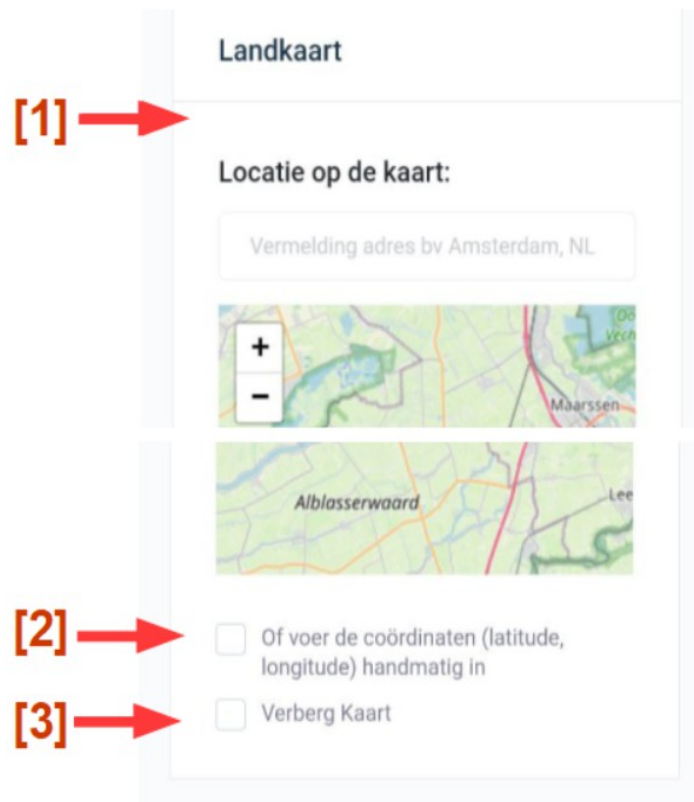 Landkaart
[1]
Locatie op de kaart:
Vermelding adres bv Amsterdam, NL
+
−
Maarssen
Alblasserwaard
Lee
[2]
Of voer de coördinaten (latitude,
longitude) handmatig in
[3]
Verberg Kaart